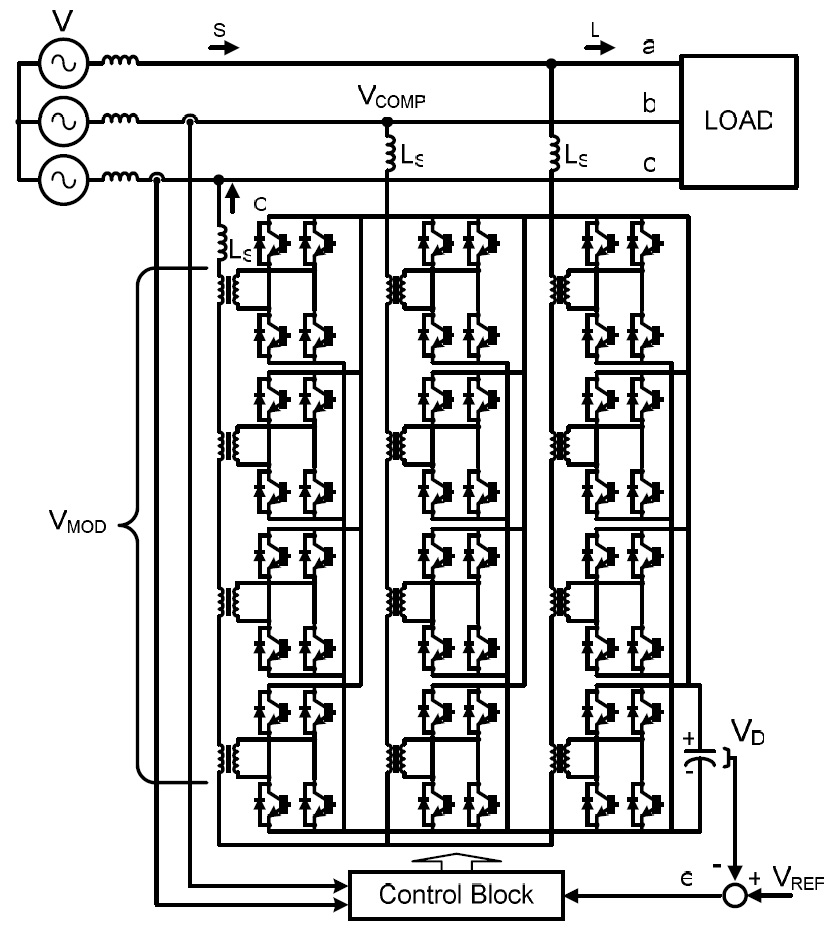 V
S
L
a
b
c
LOAD
VCOMP
LS
LS
LS
c
VMOD
+
-
VD
-
+
VREF
e
Control Block